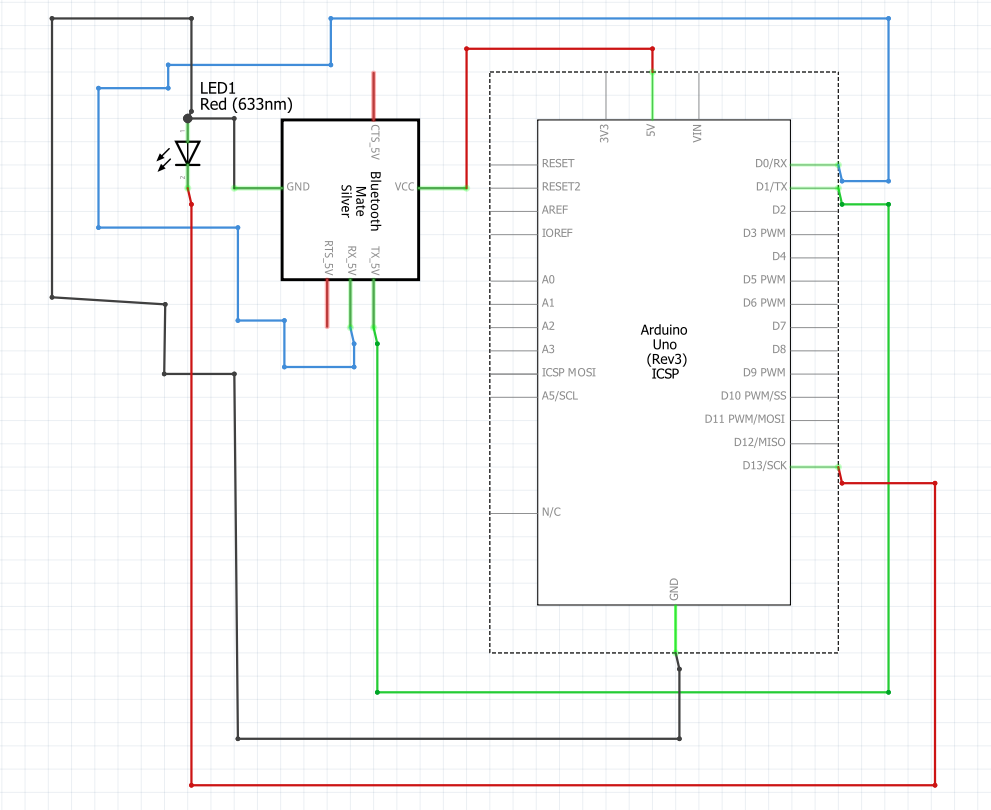 LED1
Red (633nm)
1
2
CTS_5V
GND
VCC
Bluetooth
Mate
Silver
RTS_5V
RX_5V
TX_5V
3V3
5V
VIN
RESET
RESET2
AREF
IOREF
A0
A1
A2
A3
ICSP MOSI
A5/SCL
N/C
Arduino
Uno
(Rev3)
ICSP
D0/RX
D1/TX
D2
D3 PWM
D4
D5 PWM
D6 PWM
D7
D8
D9 PWM
D10 PWM/SS
D11 PWM/MOSI
D12/MISO
D13/SCK
GND